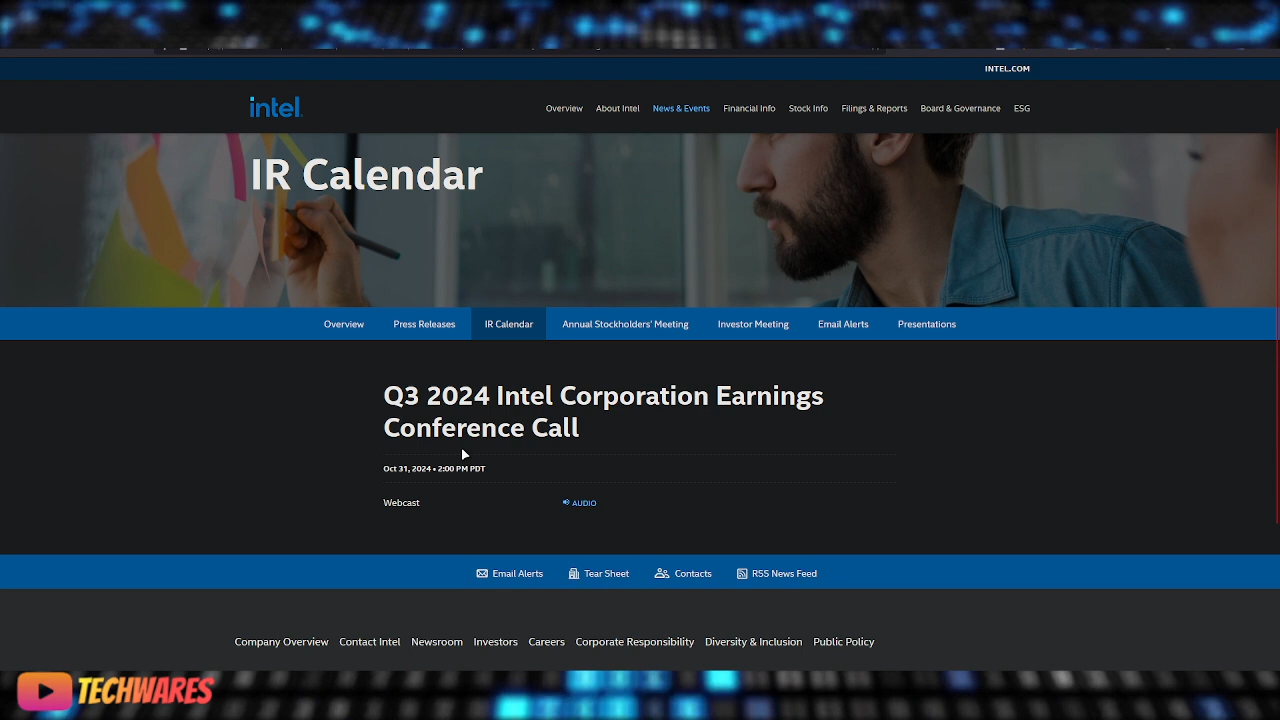 INTEL.COM
intel.
Overview About Intel News & Events Financial Info Stock Info Filings & Reports Board & Governance ESG
IR Calendar
Overview Press Releases IR Calendar Annual Stockholders' Meeting Investor Meeting Email Alerts Presentations
Q3 2024 Intel Corporation Earnings
Conference Call
Oct 31, 2024 • 2:00 PM PDT
Webcast AUDIO
Email Alerts Tear Sheet Contacts RSS News Feed
Company Overview Contact Intel Newsroom Investors Careers Corporate Responsibility Diversity & Inclusion Public Policy
TECHWARES